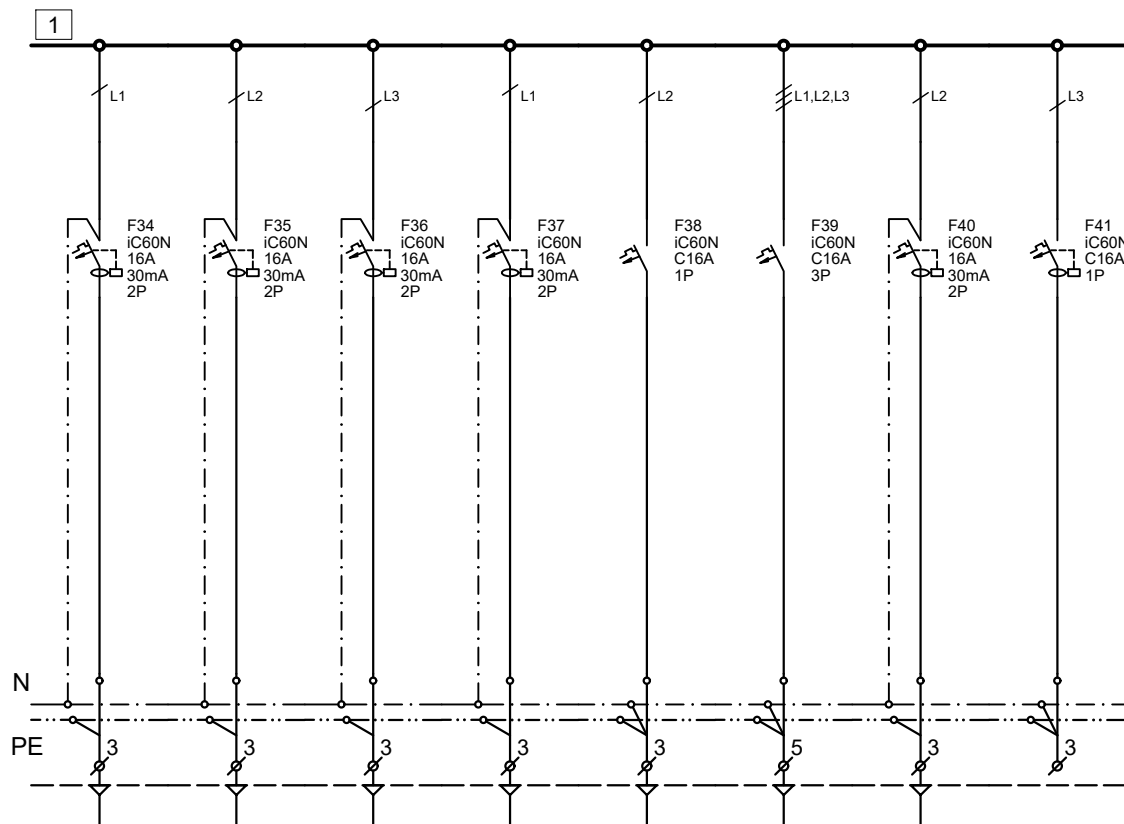 1
L1
L2
L3
L1
L2
L1,L2,L3
L2
L3
F34
iC60N
16A
30mA
2P
F35
iC60N
16A
30mA
2P
F36
iC60N
16A
30mA
2P
F37
iC60N
16A
30mA
2P
F38
iC60N
C16A
1P
F39
iC60N
C16A
3P
F40
iC60N
16A
30mA
2P
F41
iC60N
C16A
1P
N
PE
3
3
3
3
3
5
3
3